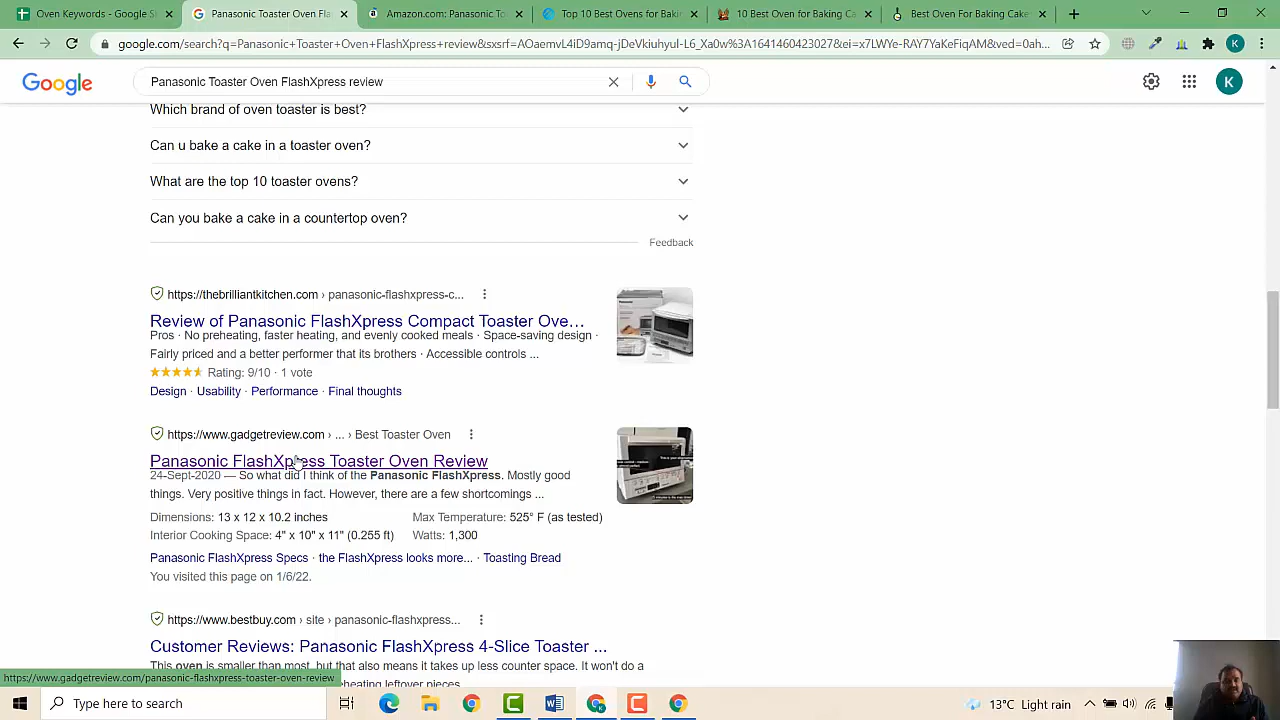 Oven Keywords - Google Sh
Panasonic Toaster Oven Fla
Amazon.com: Panasonic To
Top 10 Best Ovens for Baking
10 Best Oven for Baking Ca
Best Oven For Baking Cake
google.com/search?q=Panasonic+Toaster+Oven+FlashXpress+review&sxsrf=AOaemvL4iD9amq-jDeVkiuhyul-L6_Xa0w%3A1641460423027&ei=x7LWYe-RAY7YaKeFiqAM&ved=0ah...
K
Google
Panasonic Toaster Oven FlashXpress review
K
Which brand of oven toaster is best?
Can u bake a cake in a toaster oven?
What are the top 10 toaster ovens?
Can you bake a cake in a countertop oven?
Feedback
https://thebrilliantkitchen.com › panasonic-flashxpress-c...
Review of Panasonic FlashXpress Compact Toaster Ove...
Pros · No preheating, faster heating, and evenly cooked meals · Space-saving design ·
Fairly priced and a better performer that its brothers · Accessible controls ...
Rating: 9/10 · 1 vote
Design · Usability · Performance · Final thoughts
https://www.gadgetreview.com › ... › Best Toaster Oven
Panasonic FlashXpress Toaster Oven Review
24-Sept-2020 — So what did I think of the Panasonic FlashXpress. Mostly good
things. Very positive things in fact. However, there are a few shortcomings ...
Dimensions: 13 x 12 x 10.2 inches
Max Temperature: 525° F (as tested)
Interior Cooking Space: 4" x 10" x 11" (0.255 ft)
Watts: 1,300
Panasonic FlashXpress Specs · the FlashXpress looks more... · Toasting Bread
You visited this page on 1/6/22.
https://www.bestbuy.com › site › panasonic-flashxpress...
Customer Reviews: Panasonic FlashXpress 4-Slice Toaster ...
This oven is smaller than most, but that also means it takes up less counter space. It won't do a
heating leftover pieces
https://www.gadgetreview.com/panasonic-flashxpress-toaster-oven-review
Type here to search
13°C Light rain